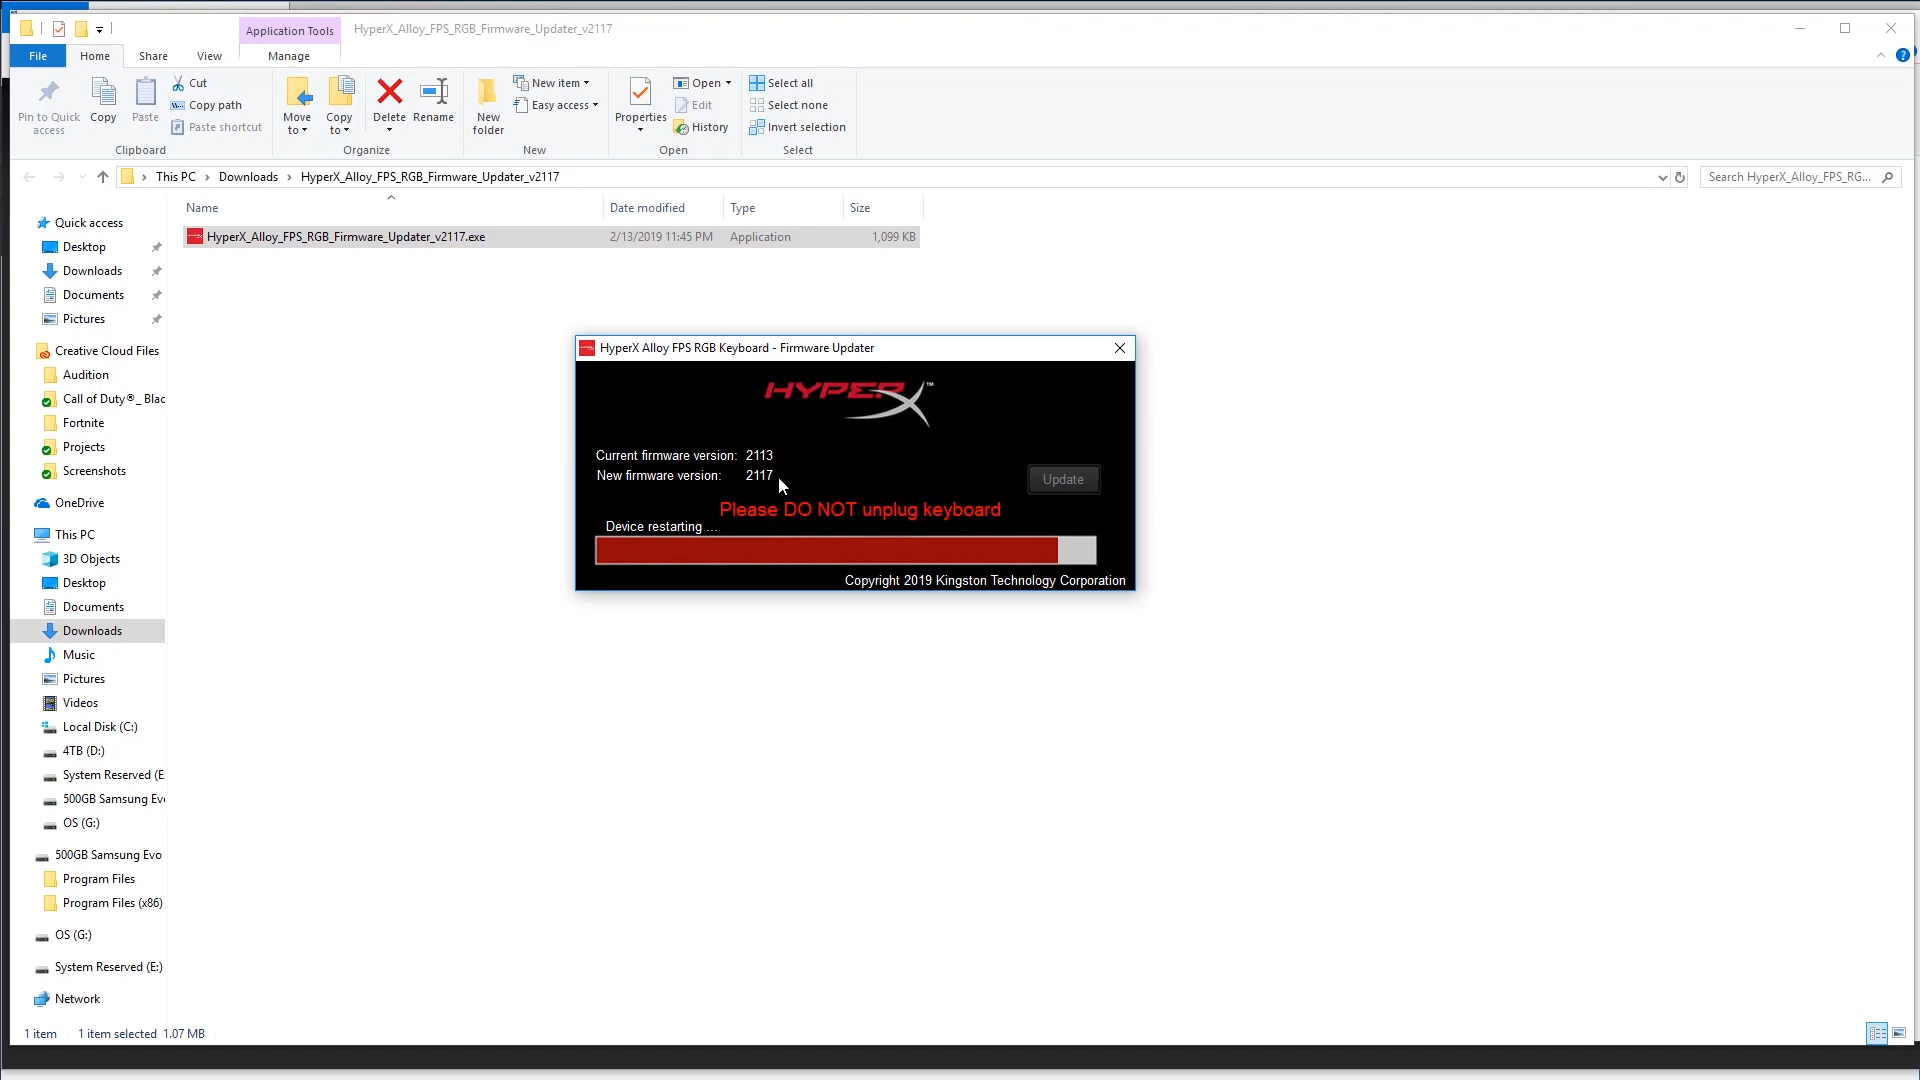 Application Tools
HyperX_Alloy_FPS_RGB_Firmware_Updater_v2117
File
Home
Share
View
Manage
Pin to Quick access
Copy
Paste
Cut
Copy path
Paste shortcut
Clipboard
Move to
Copy to
Delete
Rename
Organize
New folder
New item
Easy access
New
Properties
Open
Edit
History
Open
Select all
Select none
Invert selection
Select
This PC > Downloads > HyperX_Alloy_FPS_RGB_Firmware_Updater_v2117
Search HyperX_Alloy_FPS_RG...
Name
Date modified
Type
Size
HyperX_Alloy_FPS_RGB_Firmware_Updater_v2117.exe
2/13/2019 11:45 PM
Application
1,099 KB
Quick access
Desktop
Downloads
Documents
Pictures
Creative Cloud Files
Audition
Call of Duty®_ Blac
Fortnite
Projects
Screenshots
OneDrive
This PC
3D Objects
Desktop
Documents
Downloads
Music
Pictures
Videos
Local Disk (C:)
4TB (D:)
System Reserved (E
500GB Samsung Evo
OS (G:)
500GB Samsung Evo
Program Files
Program Files (x86)
OS (G:)
System Reserved (E:)
Network
HyperX Alloy FPS RGB Keyboard - Firmware Updater
HYPERX™
Current firmware version: 2113
New firmware version: 2117
Update
Please DO NOT unplug keyboard
Device restarting ...
Copyright 2019 Kingston Technology Corporation
1 item
1 item selected 1.07 MB